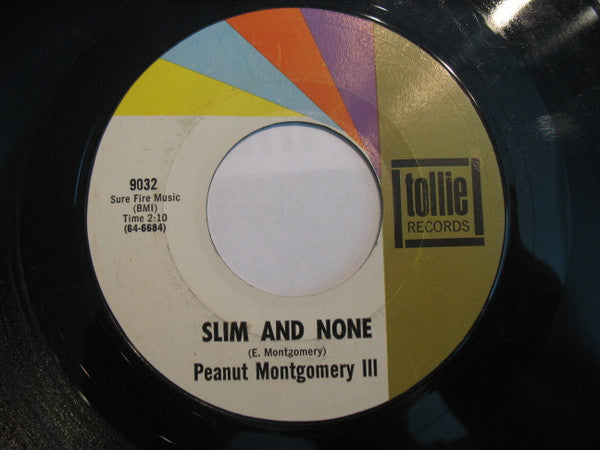 9032
Sure Fire Music
(BMI)
Time 2:10
(64-6684)
tollie
RECORDS
SLIM AND NONE
(E. Montgomery)
Peanut Montgomery III